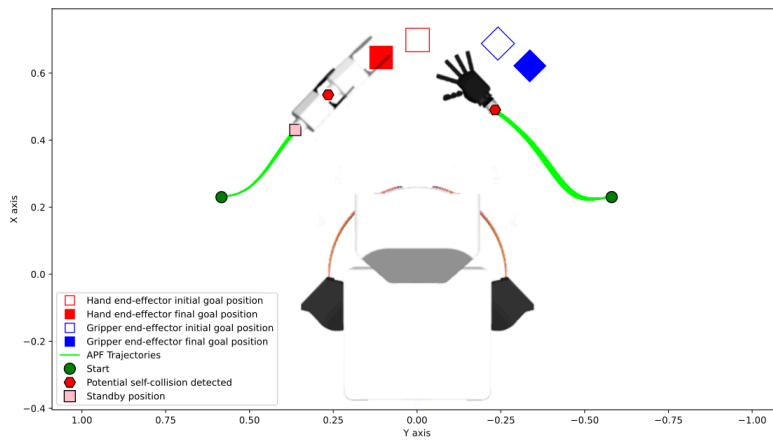 X axis
0.6
0.4
0.2
0.0
−0.2
−0.4
Hand end-effector initial goal position
Hand end-effector final goal position
Gripper end-effector initial goal position
Gripper end-effector final goal position
APF Trajectories
Start
Potential self-collision detected
Standby position
1.00 0.75 0.50 0.25 0.00 −0.25 −0.50 −0.75 −1.00
Y axis